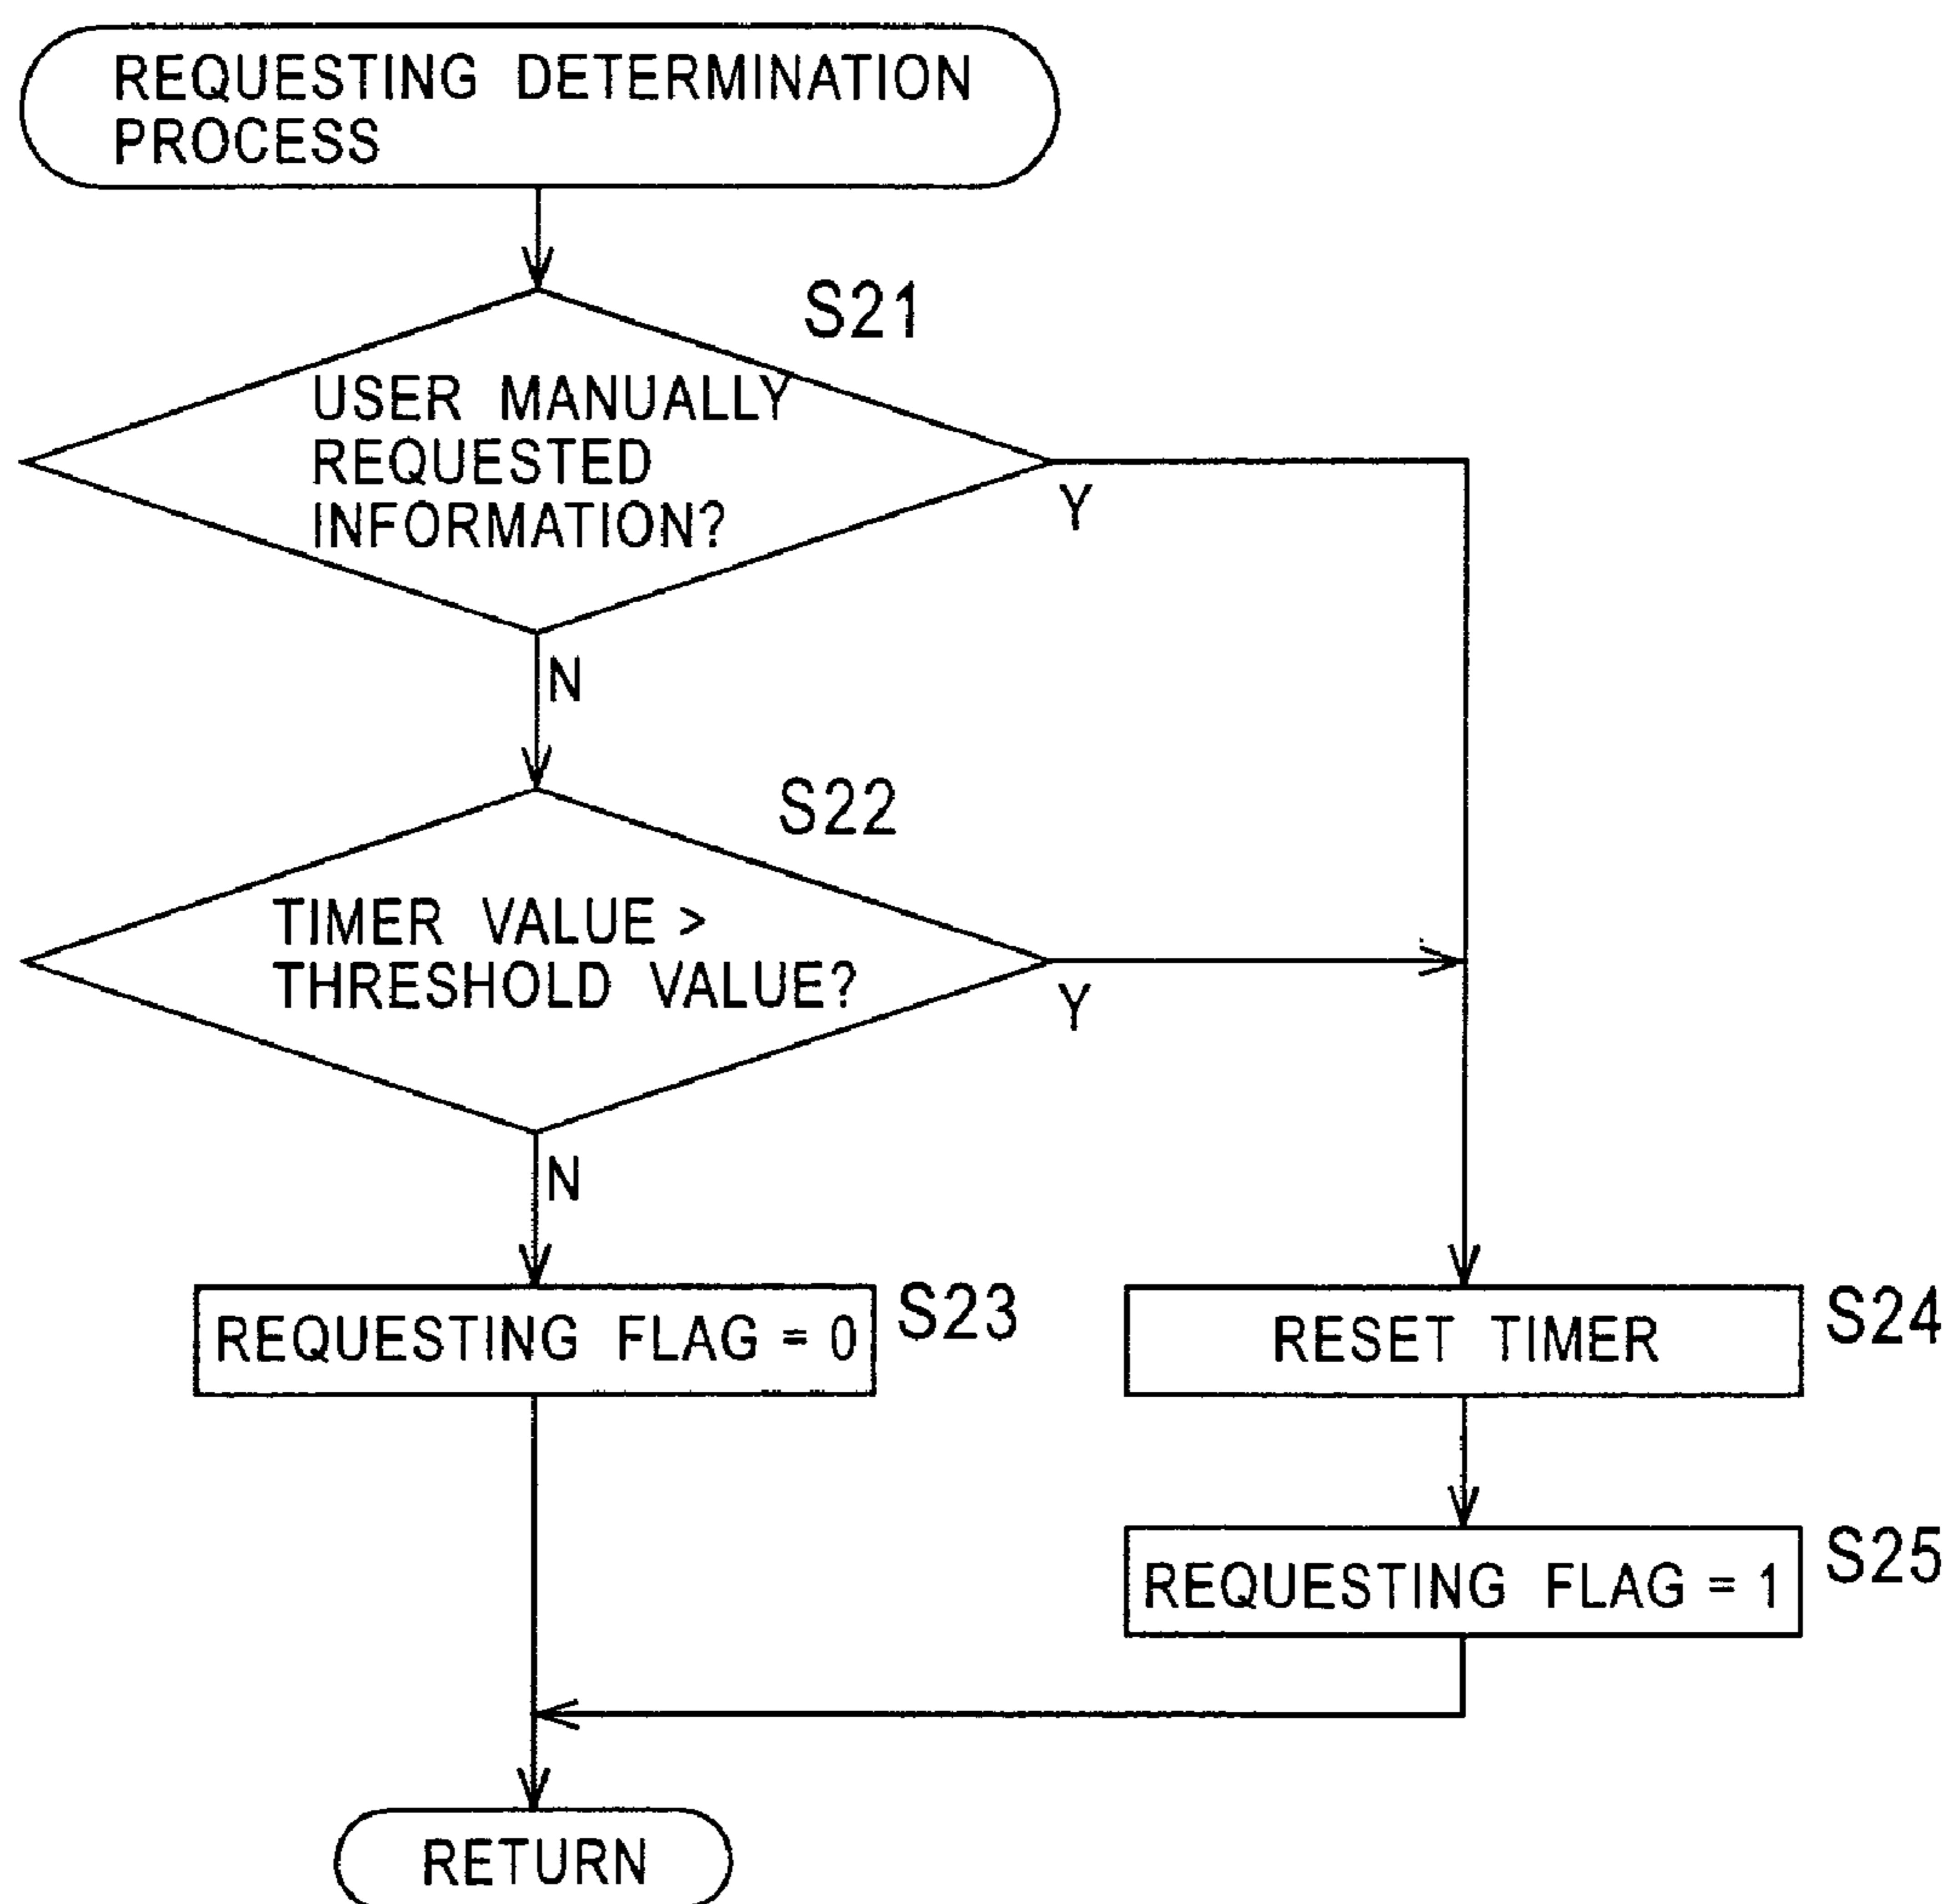 REQUESTING DETERMINATION
PROCESS
S21
USER MANUALLY
REQUESTED
INFORMATION?
Y
N
S22
TIMER VALUE >
THRESHOLD VALUE?
Y
N
REQUESTING FLAG = 0
S23
RESET TIMER
S24
REQUESTING FLAG = 1
S25
RETURN